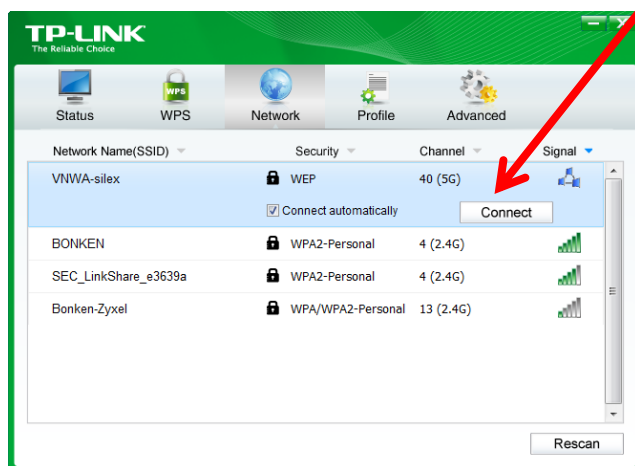 TP-LINK
The Reliable Choice
WPS
Status WPS Network Profile Advanced
Network Name(SSID) Security Channel Signal
VNWA-silex WEP 40 (5G)
Connect automatically Connect
BONKEN WPA2-Personal 4 (2.4G)
SEC_LinkShare_e3639a WPA2-Personal 4 (2.4G)
Bonken-Zyxel WPA/WPA2-Personal 13 (2.4G)
Rescan